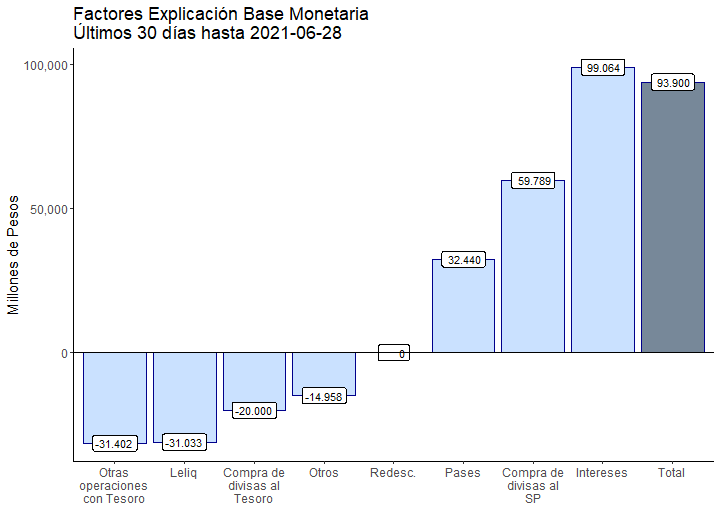 Factores Explicación Base Monetaria
Últimos 30 días hasta 2021-06-28
Millones de Pesos
100,000
50,000
0
-31.402
-31.033
-20.000
-14.958
0
32.440
59.789
99.064
93.900
Otras
operaciones
con Tesoro
Leliq
Compra de
divisas al
Tesoro
Otros
Redesc.
Pases
Compra de
divisas al
SP
Intereses
Total